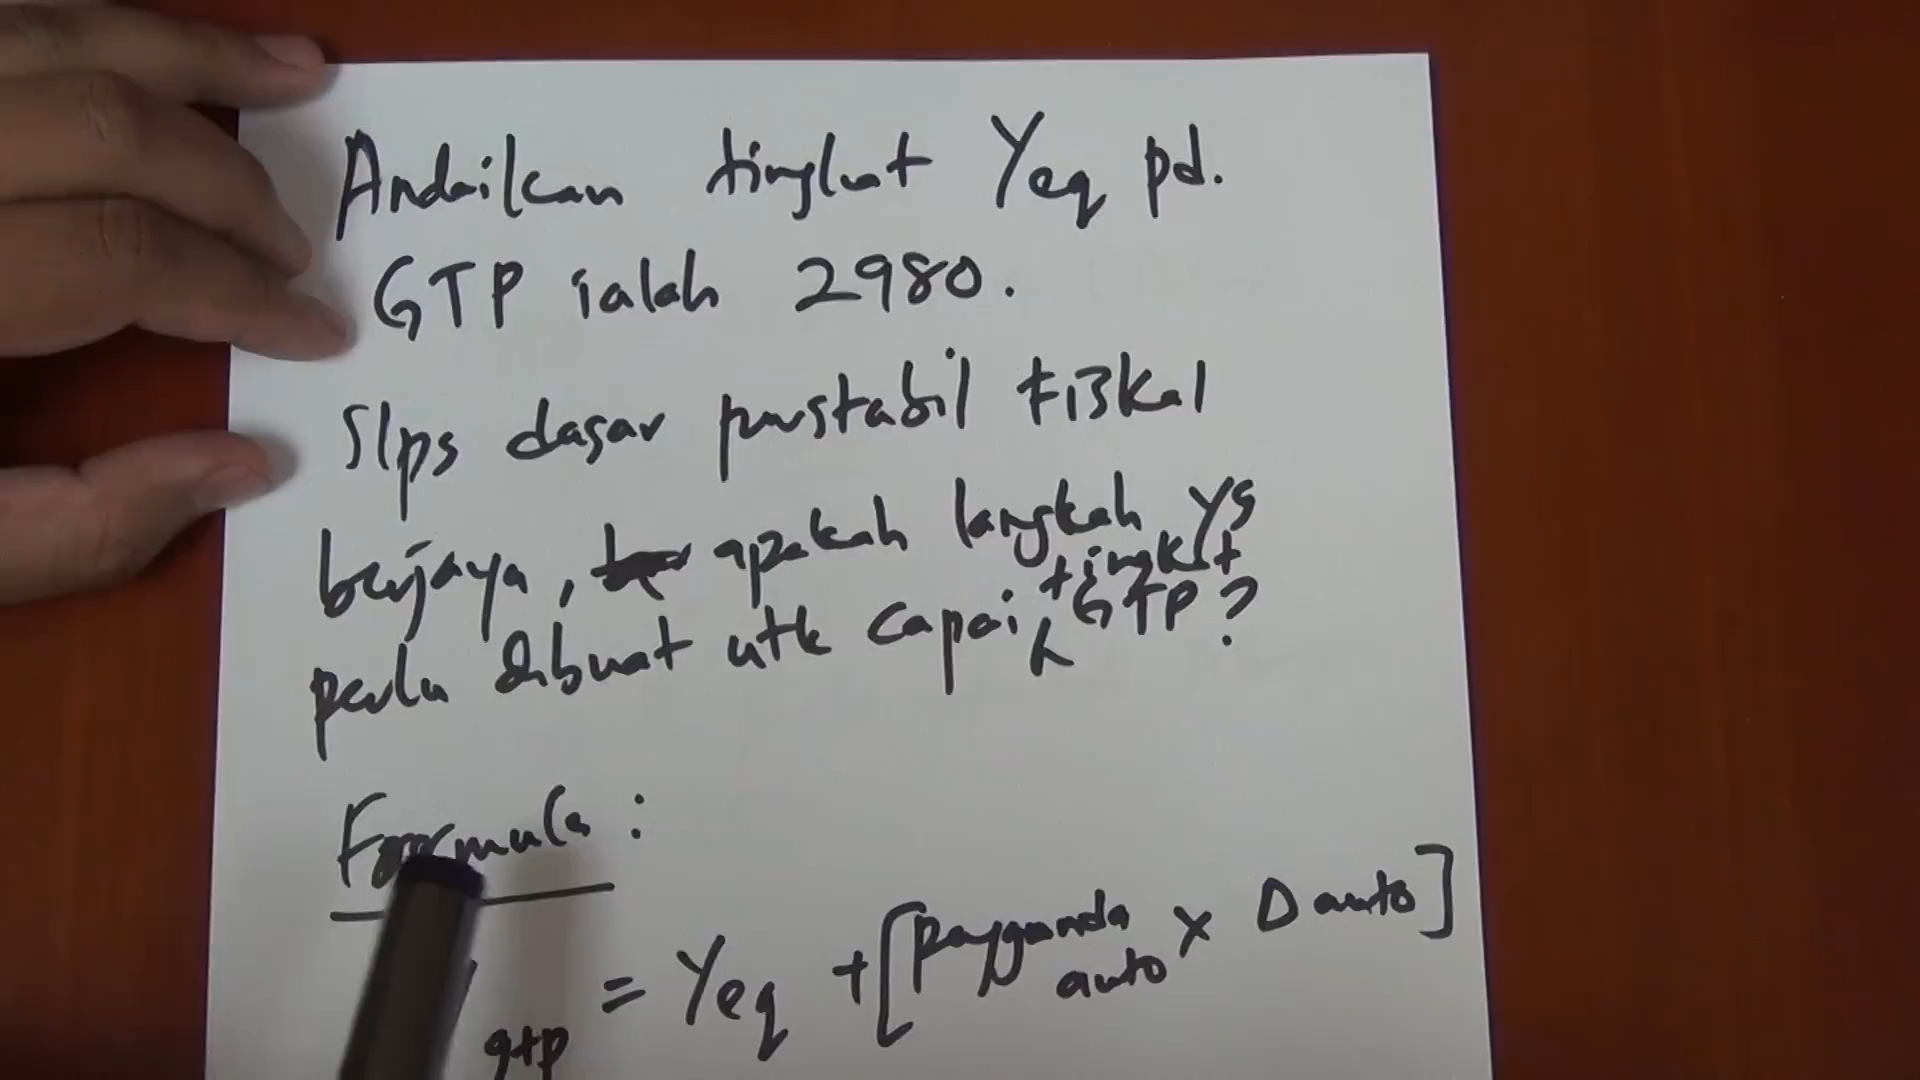 Andaikan tingkat Yeq pd.
GTP ialah 2980.
Slps dasar penstabil Fiskal
berjaya, apakah langkah yg
perlu dibuat utk capai tingkat GTP?
Formula:
gtp = Yeq + [Pengganda auto x Δ auto]